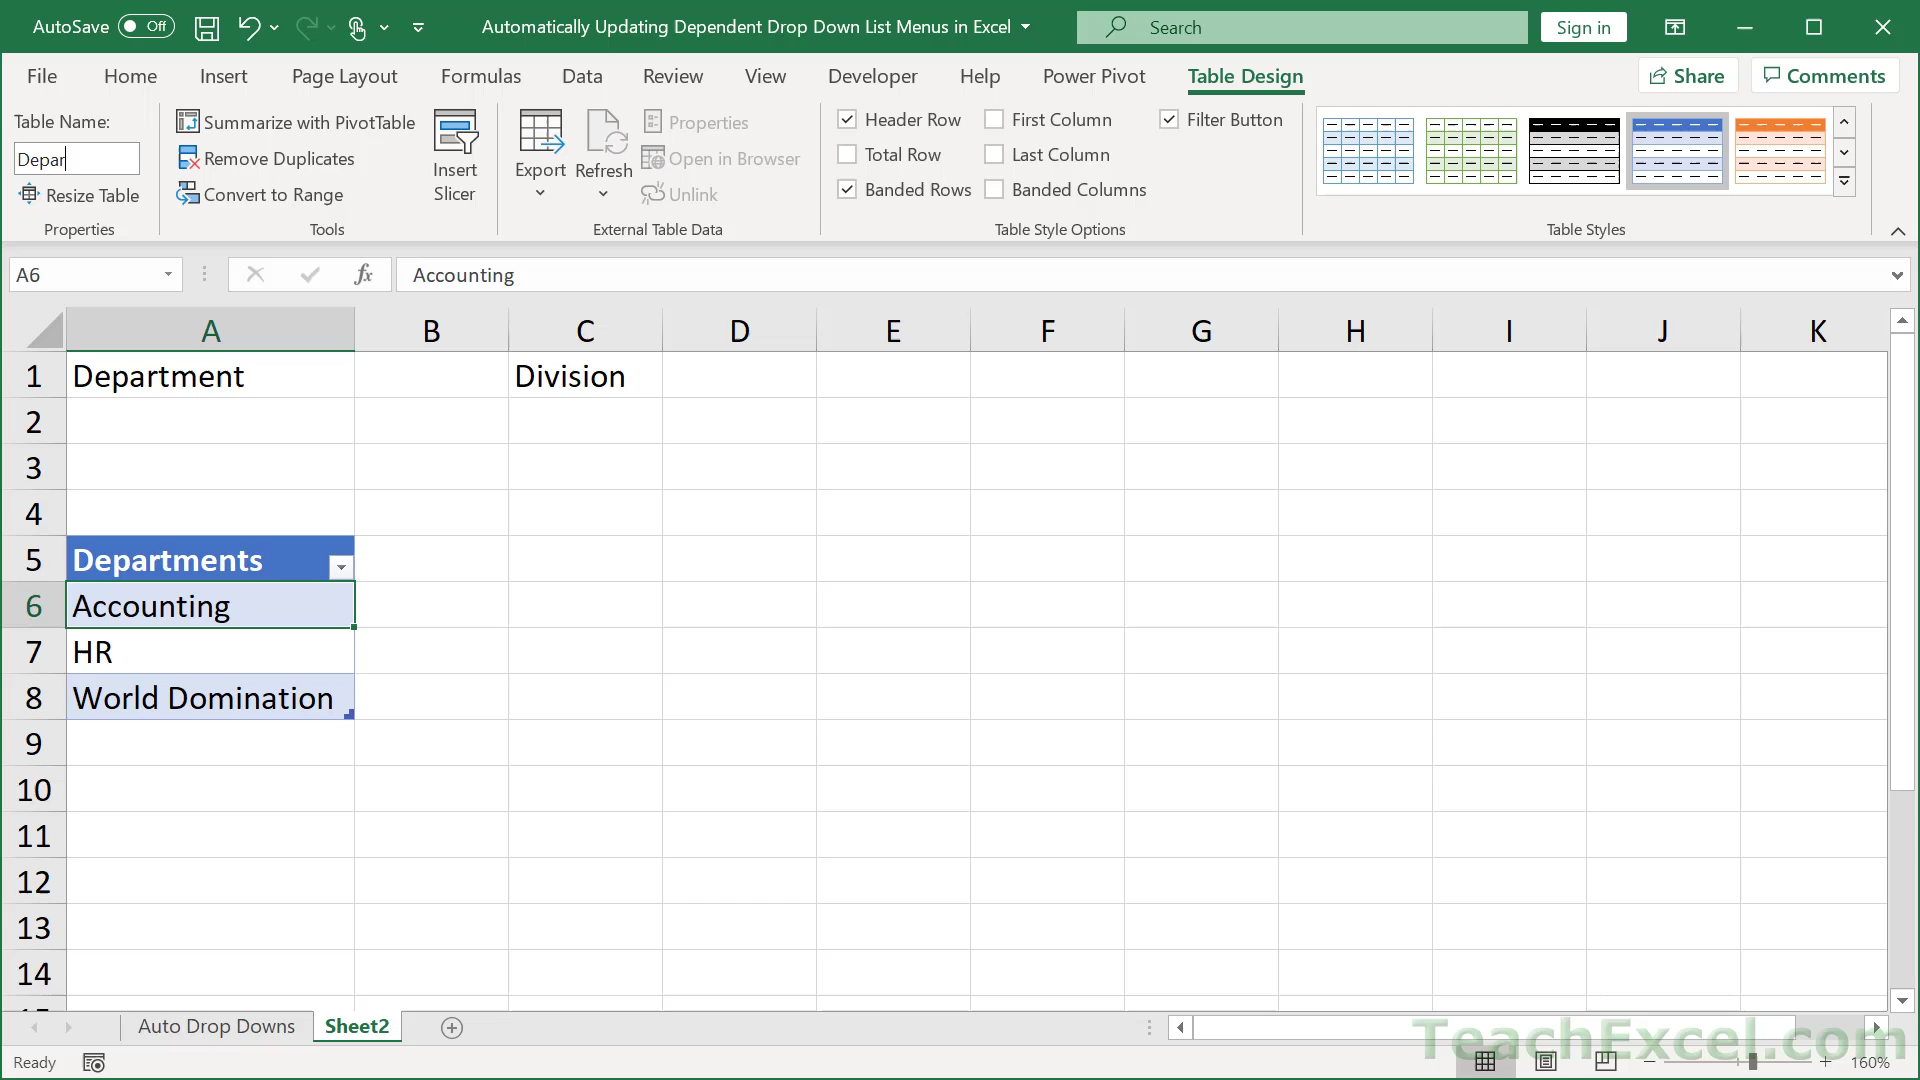 AutoSave Off Automatically Updating Dependent Drop Down List Menus in Excel Search Sign in
File Home Insert Page Layout Formulas Data Review View Developer Help Power Pivot Table Design Share Comments
Table Name:
Depar
Resize Table
Properties
Summarize with PivotTable
Remove Duplicates
Convert to Range
Insert
Slicer
Tools
Export
Refresh
Properties
Open in Browser
Unlink
External Table Data
Header Row First Column Filter Button
Total Row Last Column
Banded Rows Banded Columns
Table Style Options
Table Styles
A6 fx Accounting
A B C D E F G H I J K
1 Department Division
2
3
4
5 Departments
6 Accounting
7 HR
8 World Domination
9
10
11
12
13
14
Auto Drop Downs Sheet2
TeachExcel.com
Ready 160%